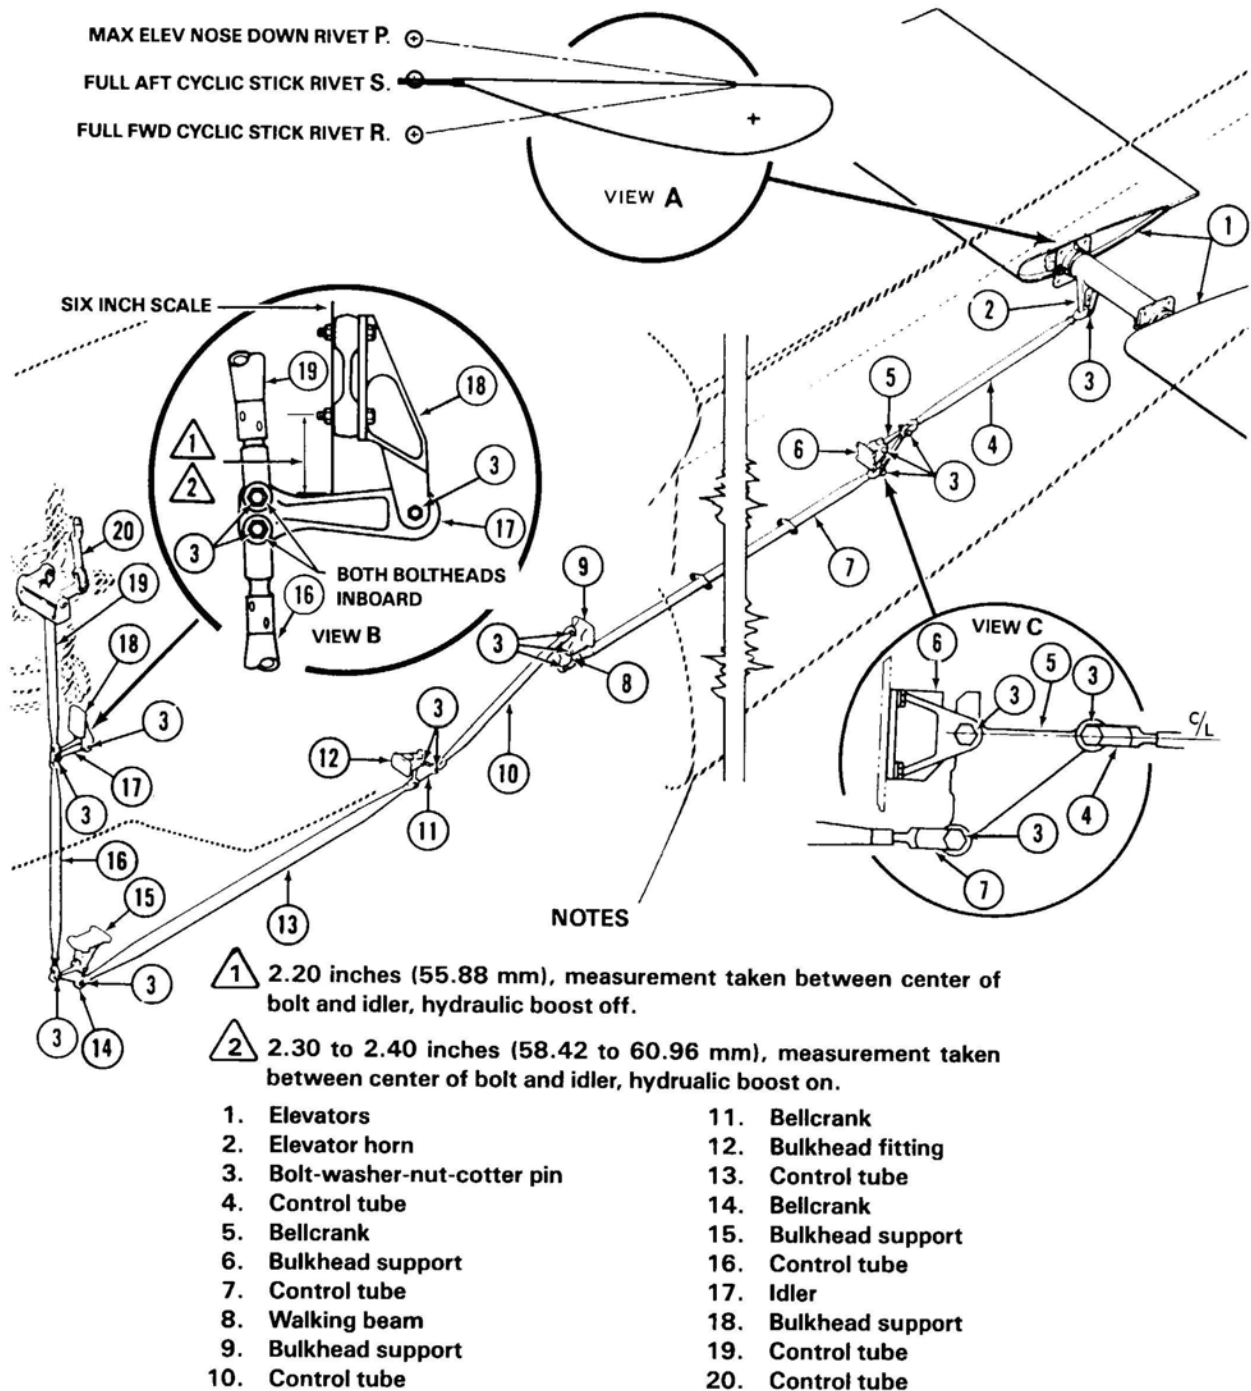 MAX ELEV NOSE DOWN RIVET P.
FULL AFT CYCLIC STICK RIVET S.
FULL FWD CYCLIC STICK RIVET R.
VIEW A
1
2
3
SIX INCH SCALE
19
18
1
2
3
17
3
16
BOTH BOLTHEADS
INBOARD
VIEW B
5
6
4
3
7
20
19
18
3
17
3
16
15
3
3
14
13
9
3
8
3
12
11
10
VIEW C
6
5
3
3
C/L
4
3
7
NOTES
1 2.20 inches (55.88 mm), measurement taken between center of
bolt and idler, hydraulic boost off.
2 2.30 to 2.40 inches (58.42 to 60.96 mm), measurement taken
between center of bolt and idler, hydrualic boost on.
1. Elevators
2. Elevator horn
3. Bolt-washer-nut-cotter pin
4. Control tube
5. Bellcrank
6. Bulkhead support
7. Control tube
8. Walking beam
9. Bulkhead support
10. Control tube
11. Bellcrank
12. Bulkhead fitting
13. Control tube
14. Bellcrank
15. Bulkhead support
16. Control tube
17. Idler
18. Bulkhead support
19. Control tube
20. Control tube